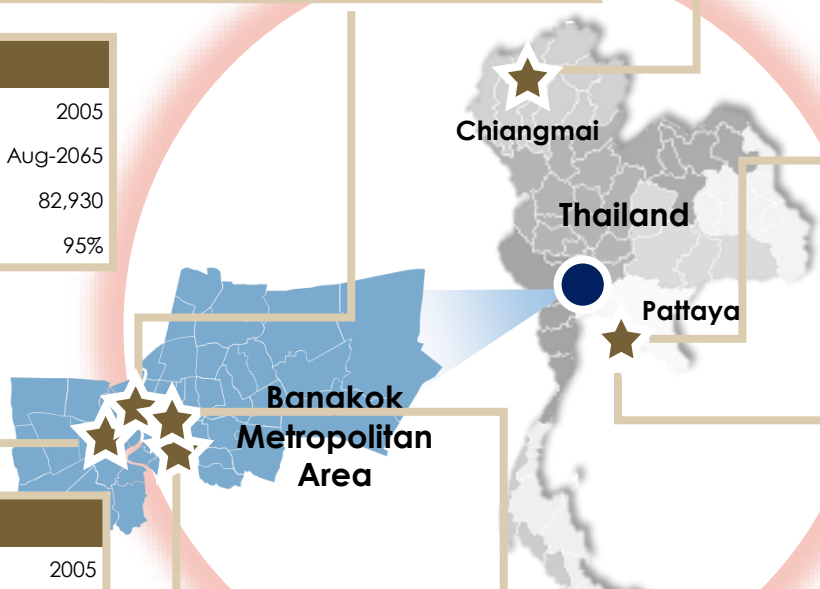 2005
Aug-2065
82,930
95%
Chiangmai
Thailand
Pattaya
Banakok
Metropolitan
Area
2005